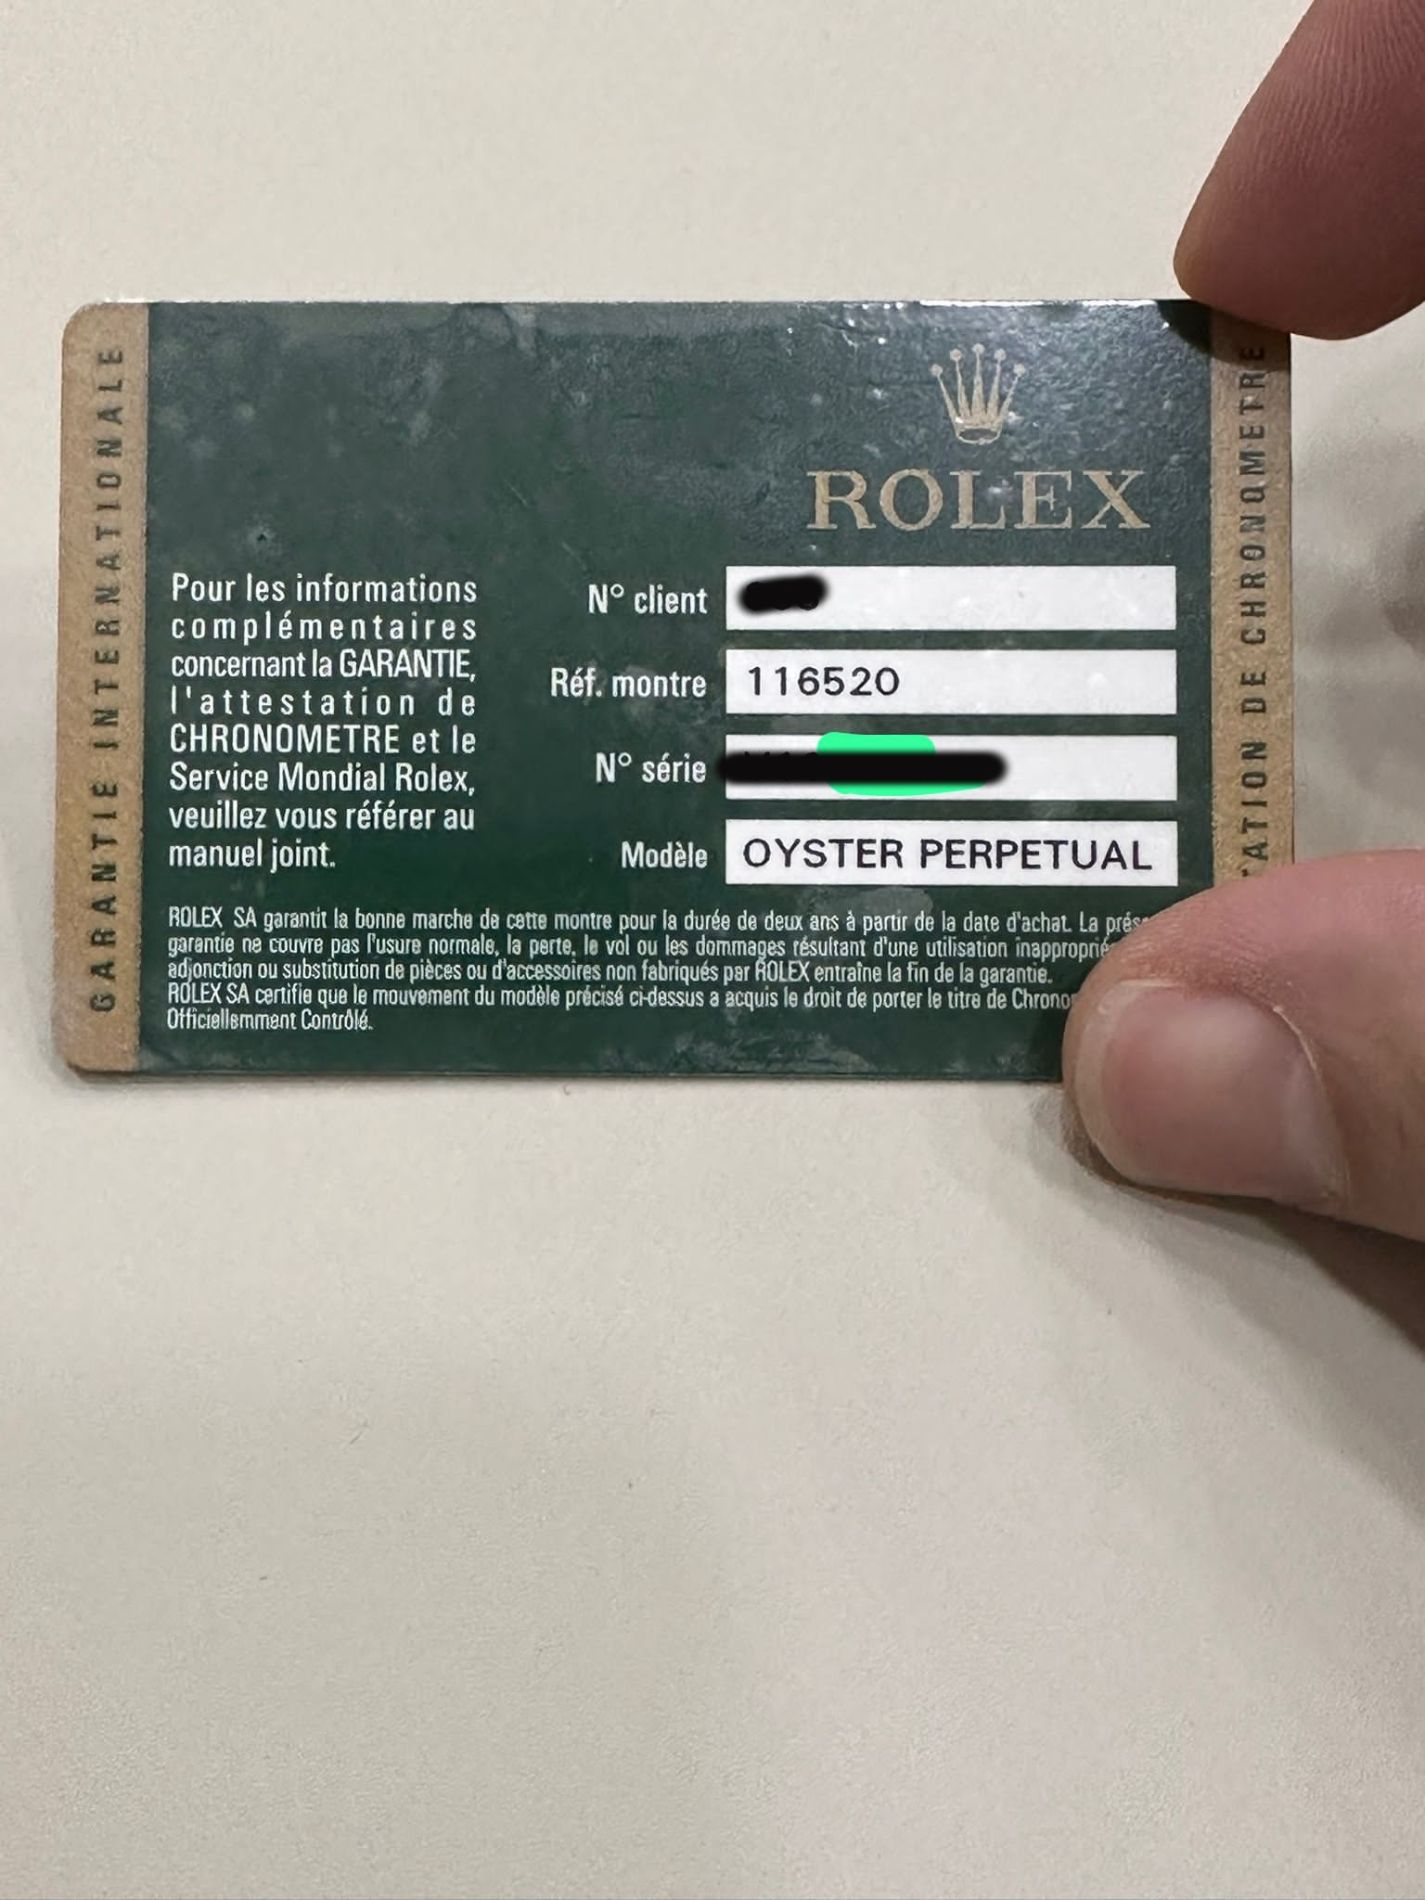 GARANTIE INTERNATIONALE
ROLEX
Pour les informations
complémentaires
concernant la GARANTIE,
l'attestation de
CHRONOMETRE et le
Service Mondial Rolex,
veuillez vous référer au
manuel joint.
N° client
Réf. montre 116520
N° série
Modèle OYSTER PERPETUAL
ROLEX SA garantit la bonne marche de cette montre pour la durée de deux ans à partir de la date d'achat. La
garantie ne couvre pas l'usure normale, la perte, le vol ou les dommages résultant d'une utilisation
adjonction ou substitution de pièces ou d'accessoires non fabriqués par ROLEX entraîne la fin de la garantie.
ROLEX SA certifie que le mouvement du modèle précisé ci-dessus a acquis le droit de porter le titre de
Officiellemment Contrôlé.
DE CHRONOMETRE